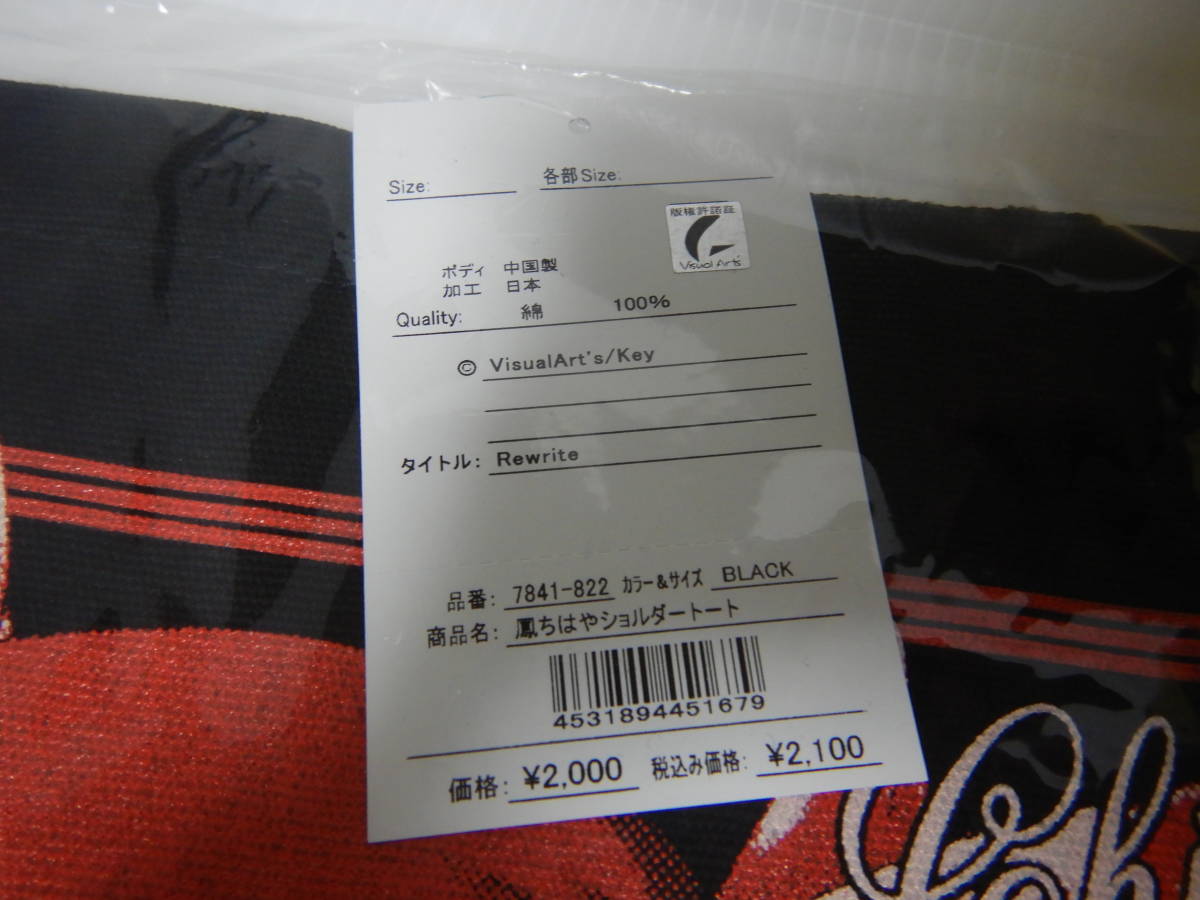 Size: 各部Size:
版権許諾証
Visual Art's
ボディ 中国製
加工 日本
Quality: 綿 100%
© VisualArt's/Key
タイトル: Rewrite
品番: 7841-822 カラー&サイズ BLACK
商品名: 鳳ちはやショルダートート
4531894451679
価格: ¥2,000 税込み価格: ¥2,100